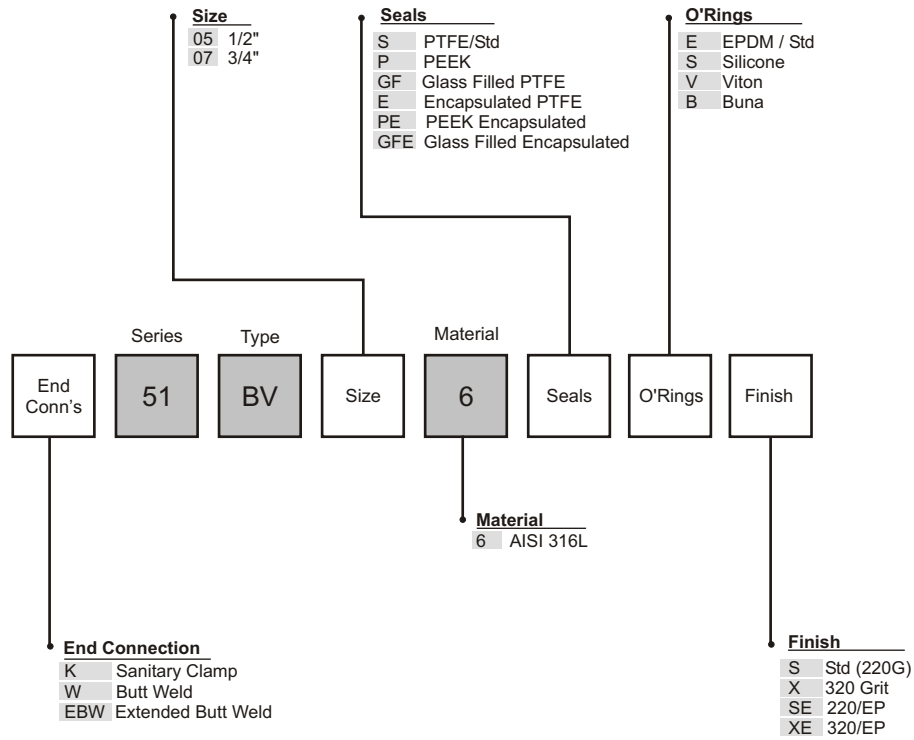 Size
05 1/2"
07 3/4"
Seals
S PTFE/Std
P PEEK
GF Glass Filled PTFE
E Encapsulated PTFE
PE PEEK Encapsulated
GFE Glass Filled Encapsulated
O'Rings
E EPDM / Std
S Silicone
V Viton
B Buna
Series
Type
Material
End
Conn's
51
BV
Size
6
Seals
O'Rings
Finish
Material
6 AISI 316L
End Connection
K Sanitary Clamp
W Butt Weld
EBW Extended Butt Weld
Finish
S Std (220G)
X 320 Grit
SE 220/EP
XE 320/EP